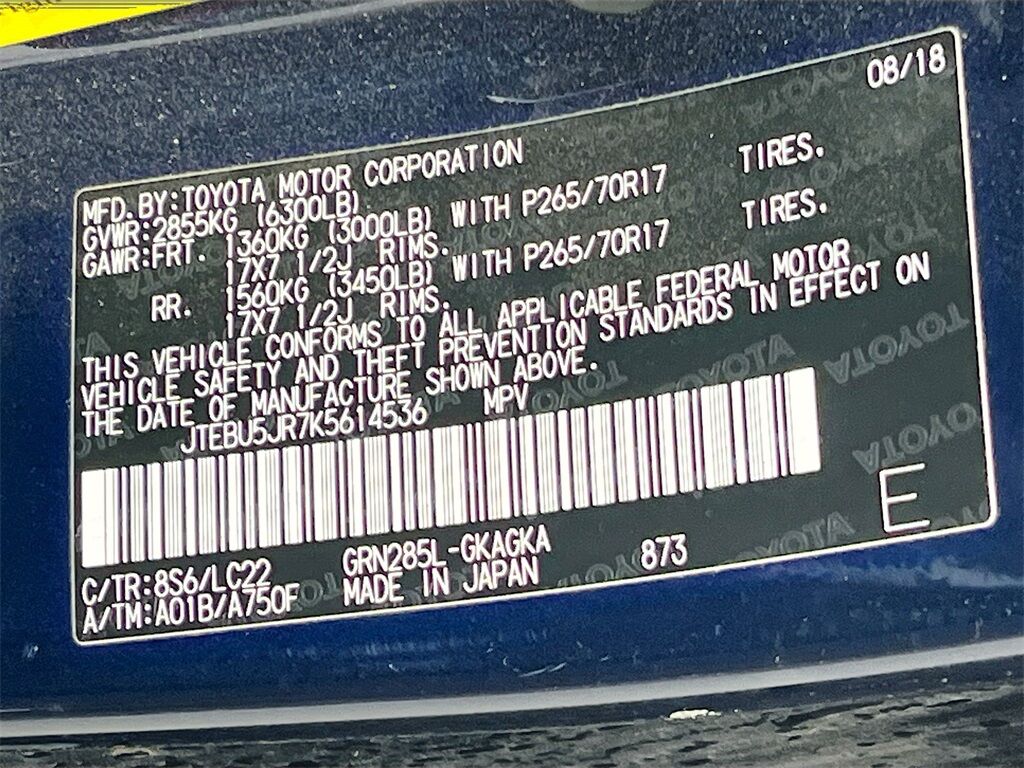 08/18
MFD.BY:TOYOTA MOTOR CORPORATION
GVWR:2855KG (6300LB)
GAWR:FRT. 1360KG (3000LB) WITH P265/70R17 TIRES.
17X7 1/2J RIMS.
RR. 1560KG (3450LB) WITH P265/70R17 TIRES.
17X7 1/2J RIMS.
THIS VEHICLE CONFORMS TO ALL APPLICABLE FEDERAL MOTOR
VEHICLE SAFETY AND THEFT PREVENTION STANDARDS IN EFFECT ON
THE DATE OF MANUFACTURE SHOWN ABOVE.
JTEBU5JR7K5614536 MPV
E
C/TR:8S6/LC22 GRN285L-GKAGKA 873
A/TM:A01B/A750F MADE IN JAPAN